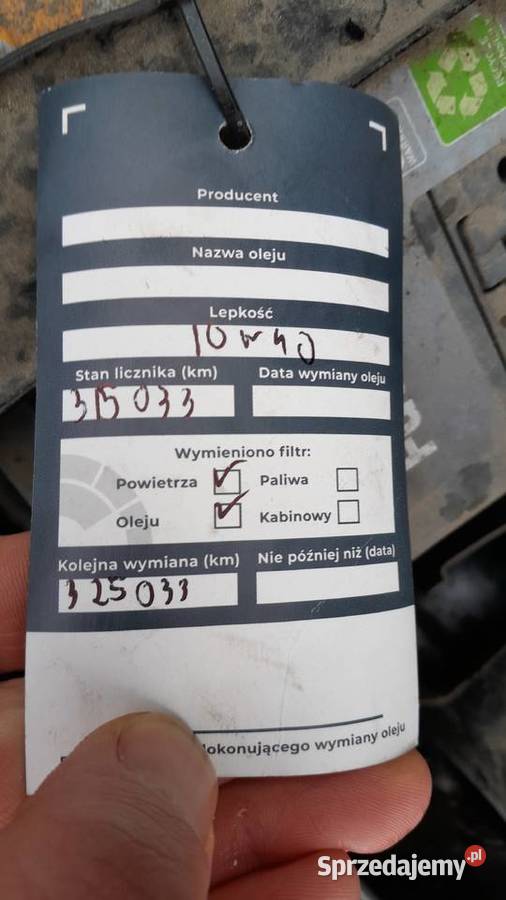 Producent
Nazwa oleju
Lepkość
10w40
Stan licznika (km) Data wymiany oleju
315033
Wymieniono filtr:
Powietrza Paliwa
Oleju Kabinowy
Kolejna wymiana (km) Nie później niż (data)
325033
dokonującego wymiany oleju
Sprzedajemy.pl